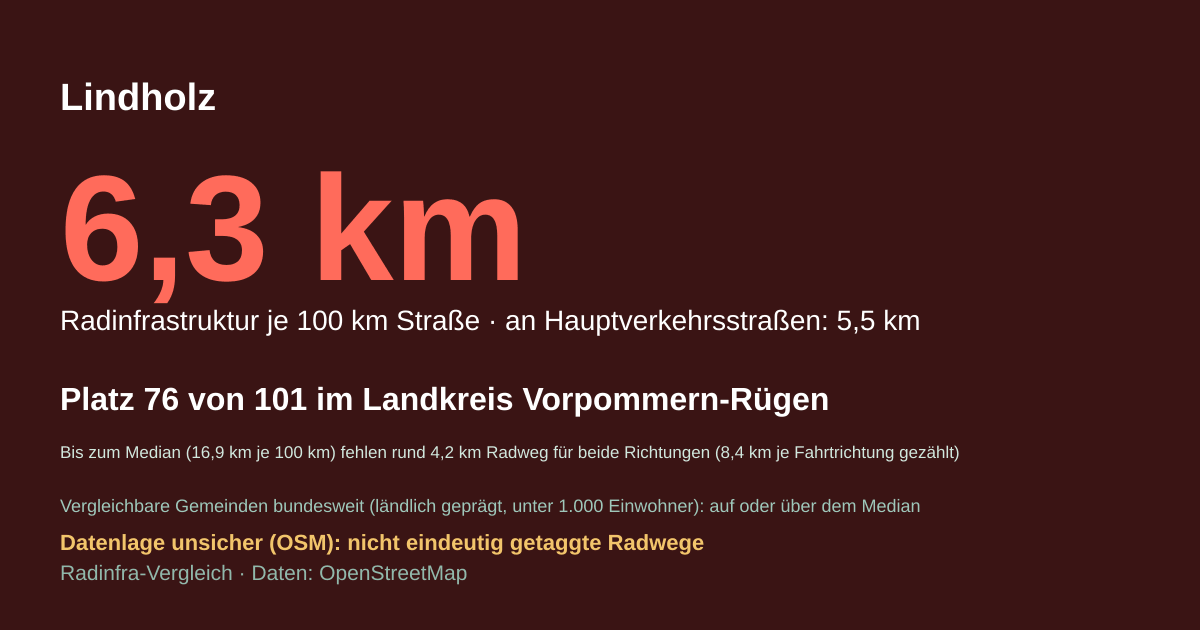 Lindholz
6,3 km
Radinfrastruktur je 100 km Straße · an Hauptverkehrsstraßen: 5,5 km
Platz 76 von 101 im Landkreis Vorpommern-Rügen
Bis zum Median (16,9 km je 100 km) fehlen rund 4,2 km Radweg für beide Richtungen (8,4 km je Fahrtrichtung gezählt)
Vergleichbare Gemeinden bundesweit (ländlich geprägt, unter 1.000 Einwohner): auf oder über dem Median
Datenlage unsicher (OSM): nicht eindeutig getaggte Radwege
Radinfra-Vergleich · Daten: OpenStreetMap